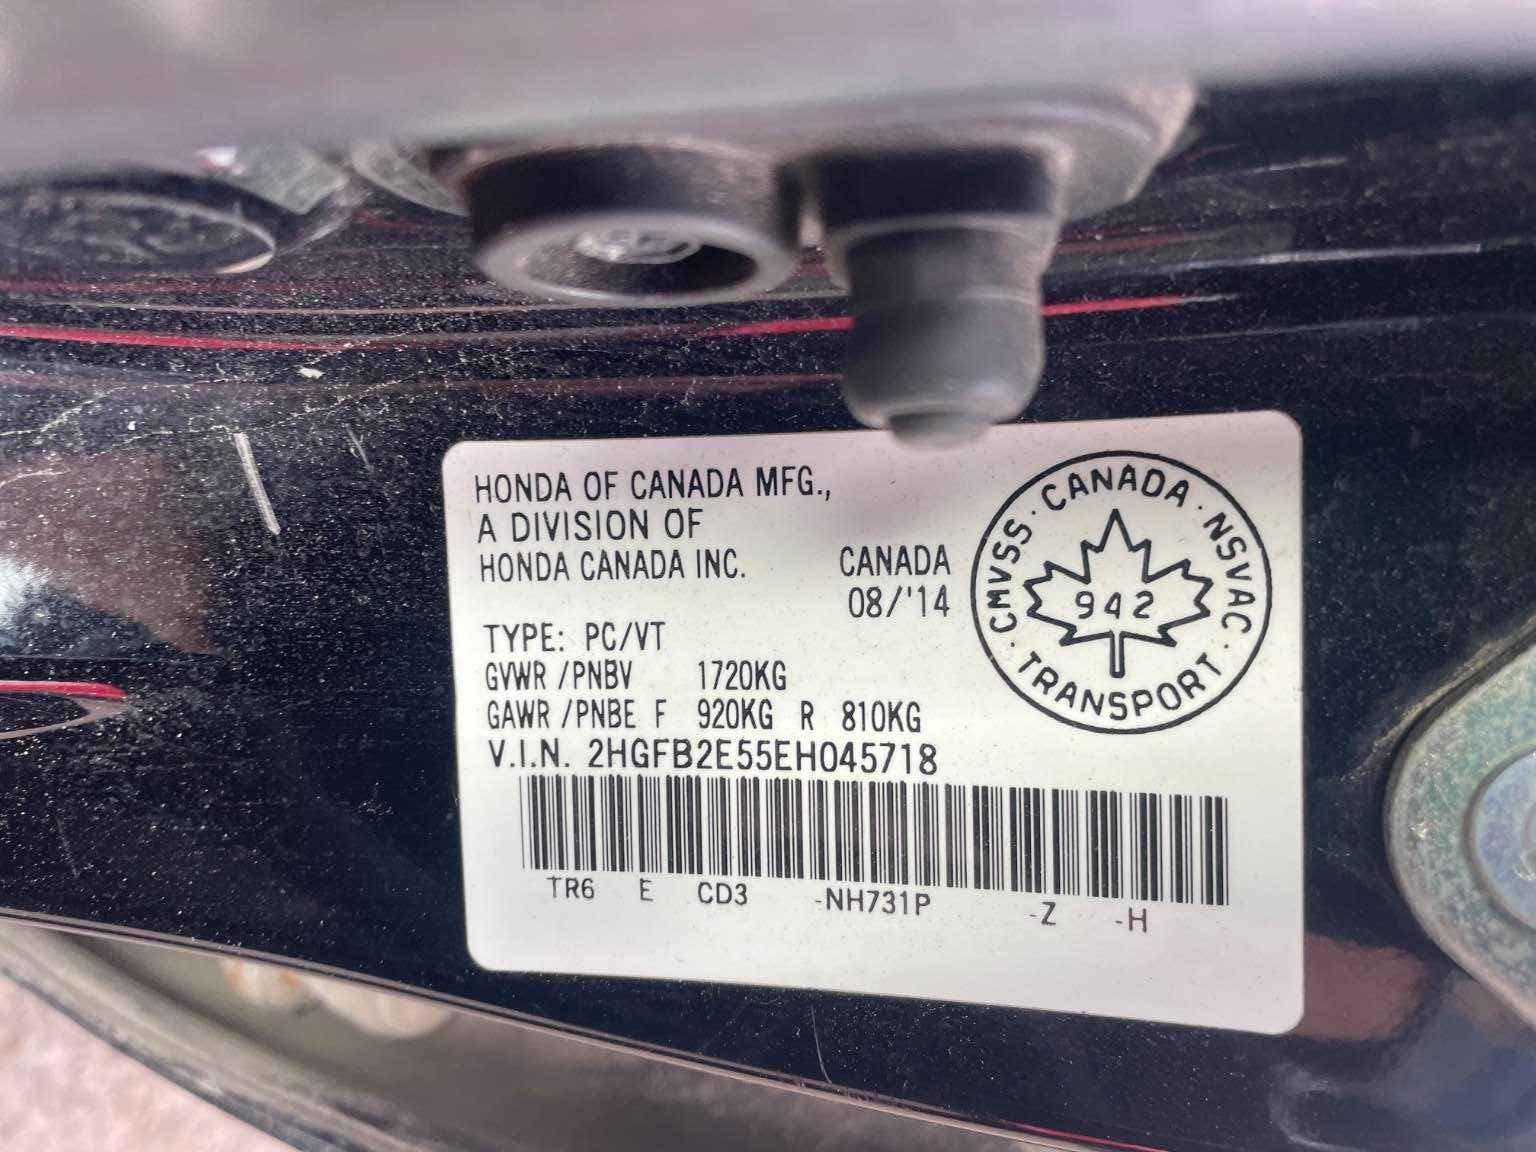 HONDA OF CANADA MFG.,
A DIVISION OF
HONDA CANADA INC.
CANADA
08/'14
CMVSS · CANADA · NSVAC · TRANSPORT ·
942
TYPE: PC/VT
GVWR /PNBV 1720KG
GAWR /PNBE F 920KG R 810KG
V.I.N. 2HGFB2E55EH045718
TR6 E CD3 -NH731P -Z -H